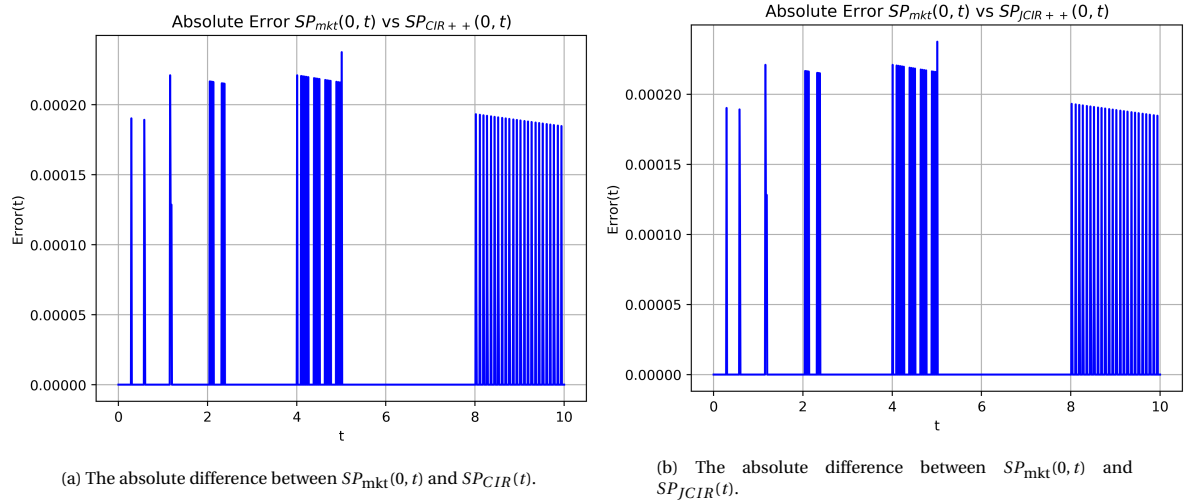 Absolute Error SP_mkt(0, t) vs SP_CIR++(0, t)
0.00020
0.00015
0.00010
0.00005
0.00000
Error(t)
0 2 4 6 8 10
t
(a) The absolute difference between SP_mkt(0, t) and SP_CIR(t).
Absolute Error SP_mkt(0, t) vs SP_JCIR++(0, t)
0.00020
0.00015
0.00010
0.00005
0.00000
Error(t)
0 2 4 6 8 10
t
(b) The absolute difference between SP_mkt(0, t) and
SP_JCIR(t).